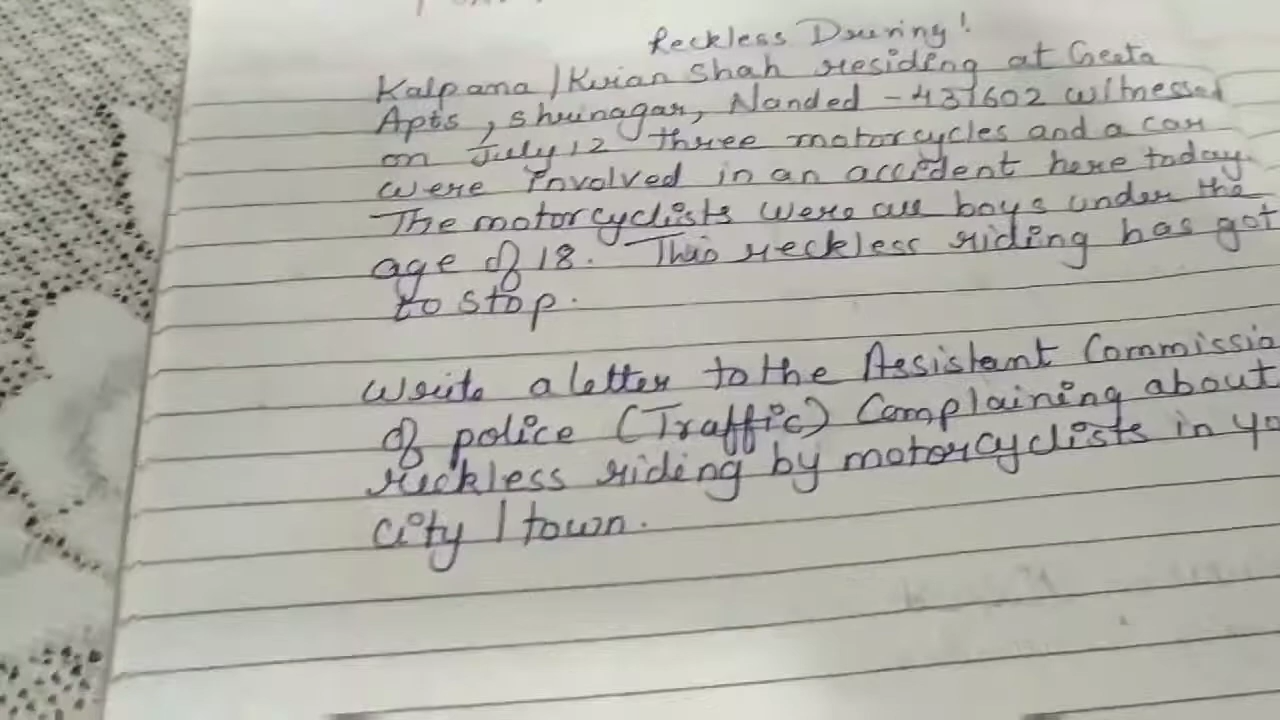 Reckless Driving!
Kalpana / Kiran Shah residing at Geeta
Apts, Shrinagar, Nanded - 431602 witnessed
on July 12 three motorcycles and a car
were involved in an accident here today.
The motorcyclists were all boys under the
age of 18. This reckless riding has got
to stop.
Write a letter to the Assistant Commissio
of police (Traffic) Complaining about
reckless riding by motorcyclists in yo
city / town.